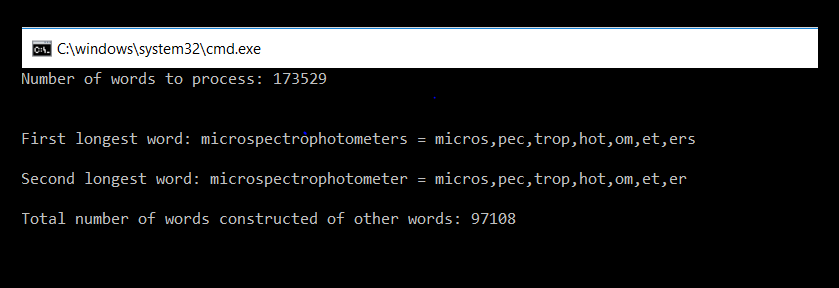 C:\windows\system32\cmd.exe
Number of words to process: 173529
First longest word: microspectrophotometers = micros,pec,trop,hot,om,et,ers
Second longest word: microspectrophotometer = micros,pec,trop,hot,om,et,er
Total number of words constructed of other words: 97108